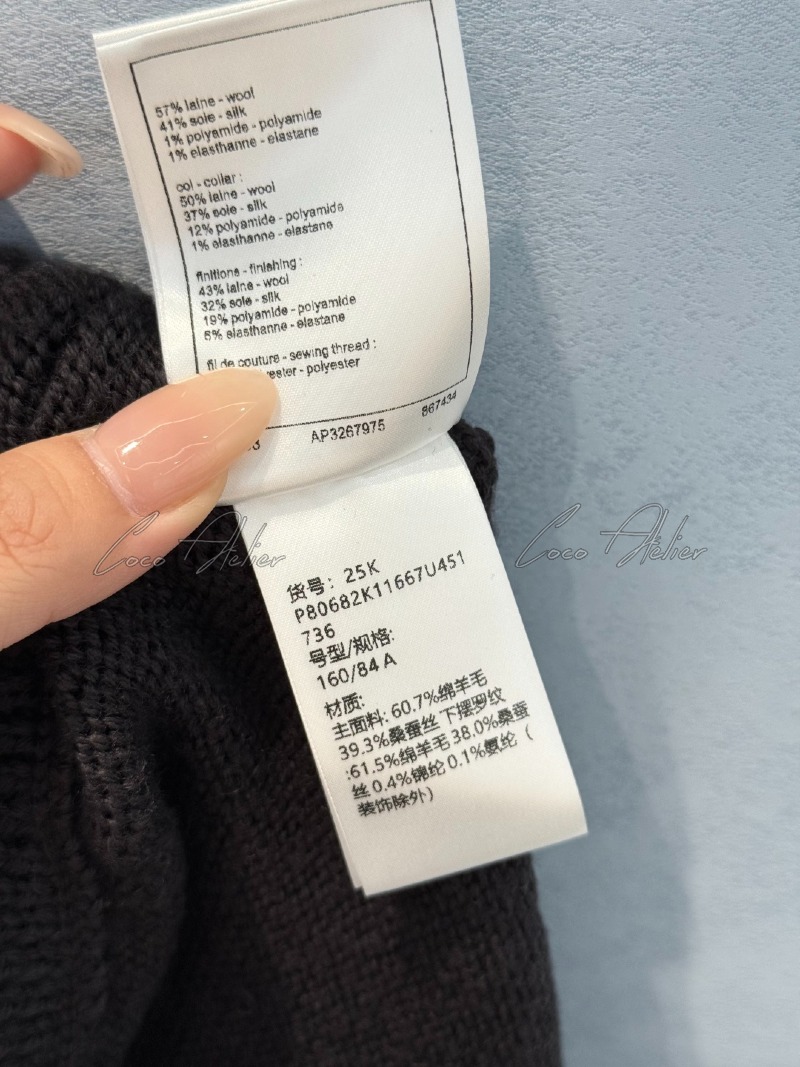 57% laine - wool
41% soie - silk
1% polyamide - polyamide
1% elasthanne - elastane
col - collar :
50% laine - wool
37% soie - silk
12% polyamide - polyamide
1% elasthanne - elastane
finitions - finishing :
43% laine - wool
32% soie - silk
19% polyamide - polyamide
6% elasthanne - elastane
fil de couture - sewing thread :
yester - polyester
3 AP3267975 867434
Coco Atelier
Coco Atelier
货号: 25K
P80682K11667U451
736
号型/规格:
160/84 A
材质:
主面料: 60.7%绵羊毛
39.3%桑蚕丝 下摆罗纹
:61.5%绵羊毛 38.0%桑蚕
丝 0.4%锦纶 0.1%氨纶 (
装饰除外)